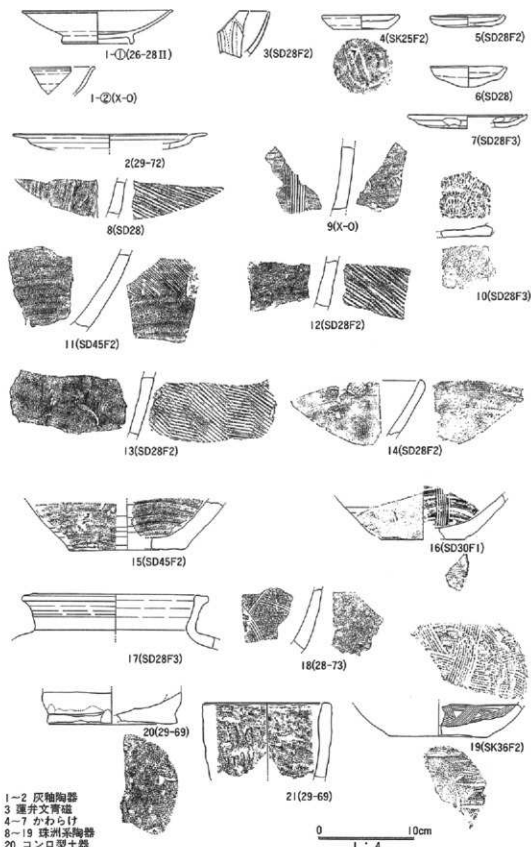 1-①(26-28Ⅱ)
3(SD28F2)
4(SK25F2)
5(SD28F2)
1-②(X-O)
6(SD28)
7(SD28F3)
2(29-72)
8(SD28)
9(X-O)
10(SD28F3)
11(SD45F2)
12(SD28F2)
13(SD28F2)
14(SD28F2)
15(SD45F2)
16(SD30F1)
17(SD28F3)
18(28-73)
19(SK36F2)
20(29-69)
21(29-69)
1~2 灰釉陶器
3 蓮弁文青磁
4~7 かわらけ
8~19 珠洲系陶器
20 コンロ型土器
0 10cm
1:4